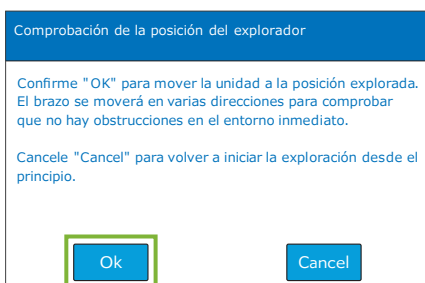 Comprobación de la posición del explorador
Confirme "OK" para mover la unidad a la posición explorada.
El brazo se moverá en varias direcciones para comprobar
que no hay obstrucciones en el entorno inmediato.
Cancele "Cancel" para volver a iniciar la exploración desde el
principio.
Ok
Cancel